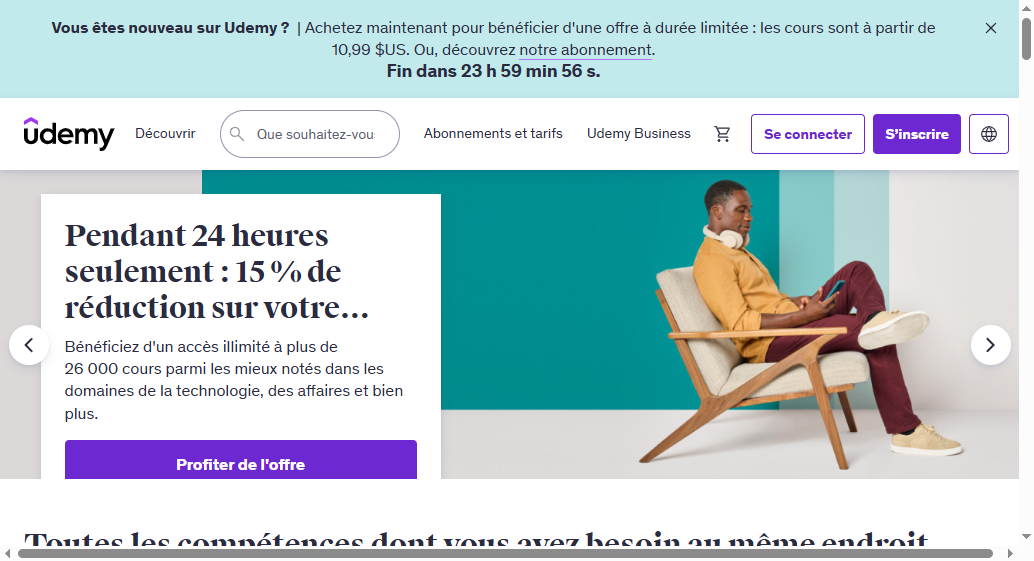 Vous êtes nouveau sur Udemy ? | Achetez maintenant pour bénéficier d'une offre à durée limitée : les cours sont à partir de
10,99 $US. Ou, découvrez notre abonnement.
Fin dans 23 h 59 min 56 s.
ûdemy
Découvrir
Que souhaitez-vou
Abonnements et tarifs
Udemy Business
Se connecter
S'inscrire
Pendant 24 heures
seulement : 15 % de
réduction sur votre…
Bénéficiez d'un accès illimité à plus de
26 000 cours parmi les mieux notés dans les
domaines de la technologie, des affaires et bien
plus.
Profiter de l'offre
Toutes les compétences dont vous avez besoin au même endroit